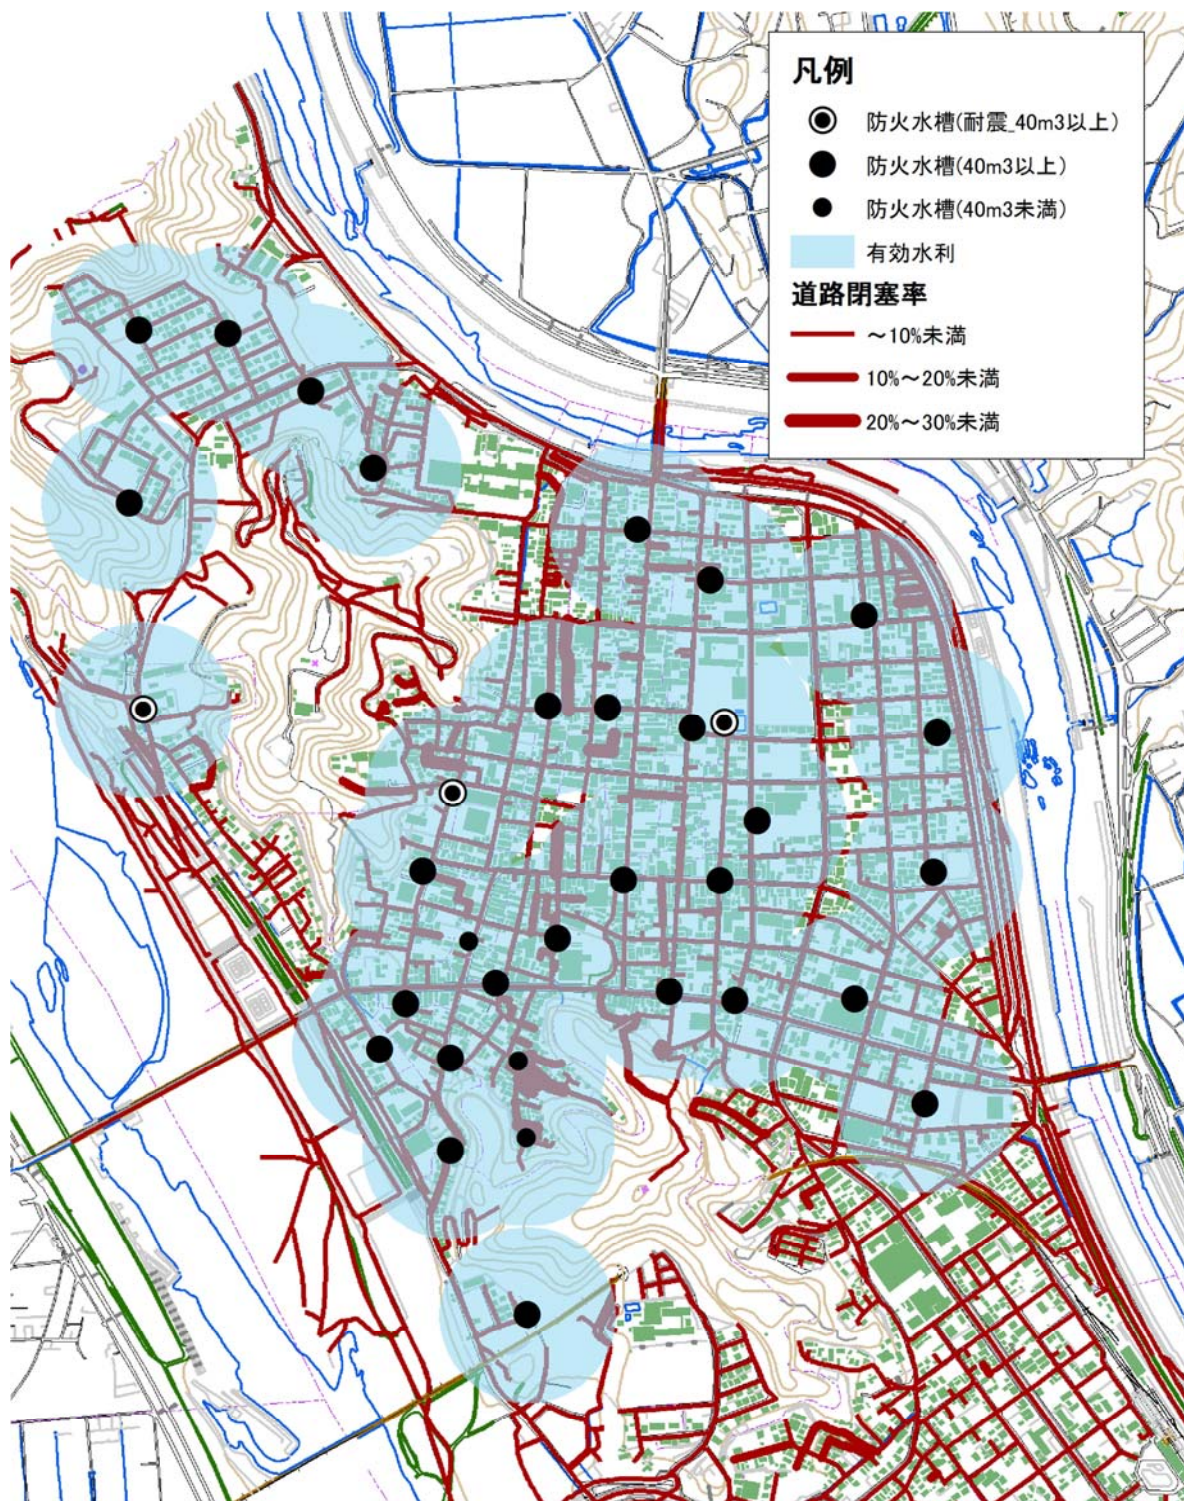 凡例
防火水槽(耐震_40m3以上)
防火水槽(40m3以上)
防火水槽(40m3未満)
有効水利
道路閉塞率
～10%未満
10%～20%未満
20%～30%未満